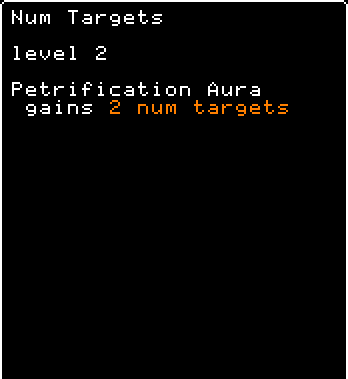 Num Targets
level 2
Petrification Aura
gains 2 num targets